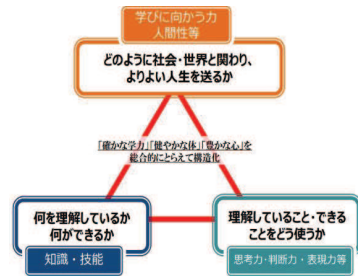 学びに向かう力
人間性等
どのように社会・世界と関わり、
よりよい人生を送るか
「確かな学力」「健やかな体」「豊かな心」を
総合的にとらえて構造化
何を理解しているか
何ができるか
知識・技能
理解していること・できる
ことをどう使うか
思考力・判断力・表現力等